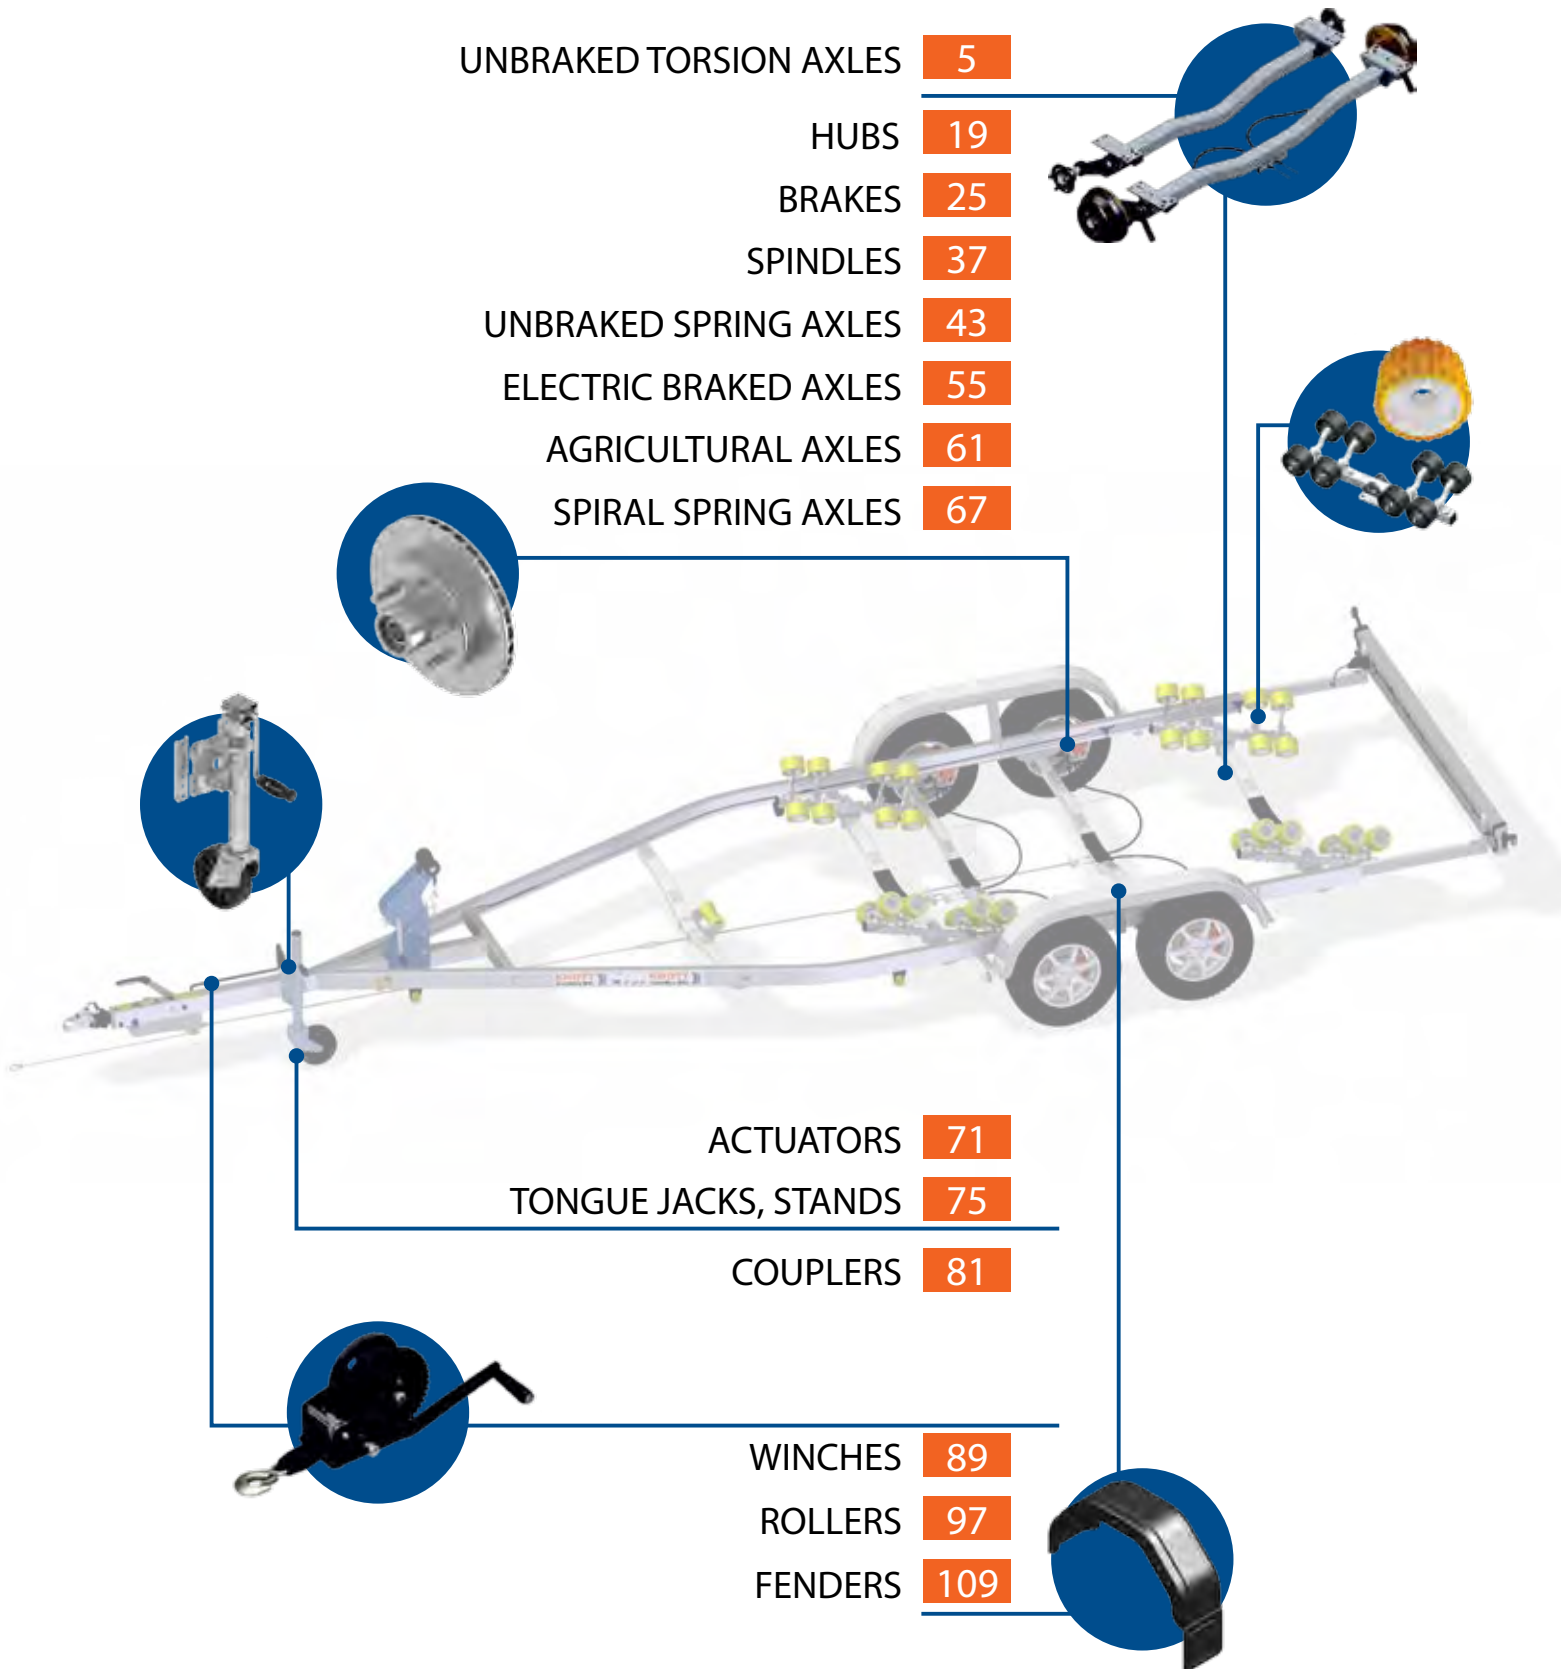 UNBRAKED TORSION AXLES 5
HUBS 19
BRAKES 25
SPINDLES 37
UNBRAKED SPRING AXLES 43
ELECTRIC BRAKED AXLES 55
AGRICULTURAL AXLES 61
SPIRAL SPRING AXLES 67
KNOTT KNOTT
ACTUATORS 71
TONGUE JACKS, STANDS 75
COUPLERS 81
WINCHES 89
ROLLERS 97
FENDERS 109